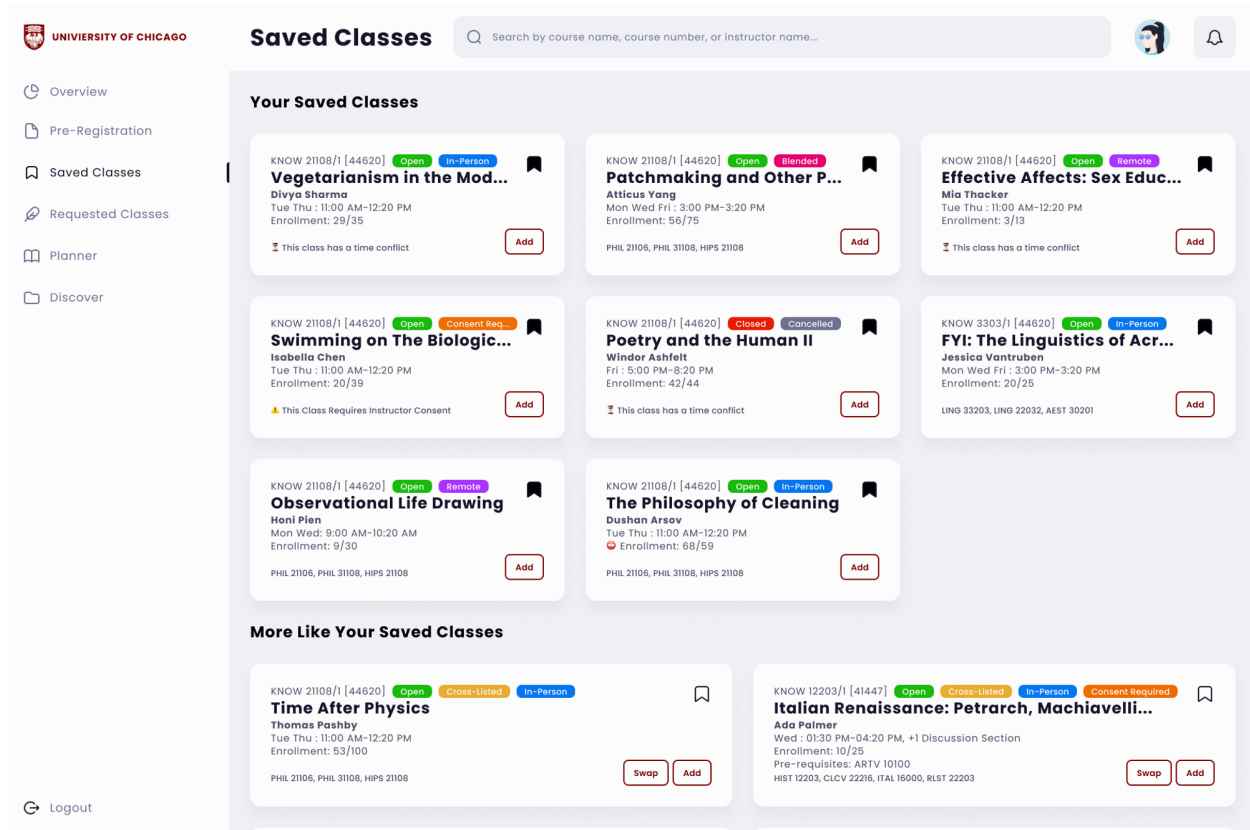 UNIVIERSITY OF CHICAGO
Saved Classes
Search by course name, course number, or instructor name...
Overview
Pre-Registration
Saved Classes
Requested Classes
Planner
Discover
Logout
Your Saved Classes
KNOW 21108/1 [44620] Open In-Person
Vegetarianism in the Mod...
Divya Sharma
Tue Thu : 11:00 AM-12:20 PM
Enrollment: 29/35
This class has a time conflict
Add
KNOW 21108/1 [44620] Open Blended
Patchmaking and Other P...
Atticus Yang
Mon Wed Fri : 3:00 PM-3:20 PM
Enrollment: 56/75
PHIL 21106, PHIL 31108, HIPS 21108
Add
KNOW 21108/1 [44620] Open Remote
Effective Affects: Sex Educ...
Mia Thacker
Tue Thu : 11:00 AM-12:20 PM
Enrollment: 3/13
This class has a time conflict
Add
KNOW 21108/1 [44620] Open Consent Req...
Swimming on The Biologic...
Isabella Chen
Tue Thu : 11:00 AM-12:20 PM
Enrollment: 20/39
This Class Requires Instructor Consent
Add
KNOW 21108/1 [44620] Closed Cancelled
Poetry and the Human II
Windor Ashfelt
Fri : 5:00 PM-8:20 PM
Enrollment: 42/44
This class has a time conflict
Add
KNOW 3303/1 [44620] Open In-Person
FYI: The Linguistics of Acr...
Jessica Vantruben
Mon Wed Fri : 3:00 PM-3:20 PM
Enrollment: 20/25
LING 33203, LING 22032, AEST 30201
Add
KNOW 21108/1 [44620] Open Remote
Observational Life Drawing
Honi Pien
Mon Wed: 9:00 AM-10:20 AM
Enrollment: 9/30
PHIL 21106, PHIL 31108, HIPS 21108
Add
KNOW 21108/1 [44620] Open In-Person
The Philosophy of Cleaning
Dushan Arsov
Tue Thu : 11:00 AM-12:20 PM
Enrollment: 68/59
PHIL 21106, PHIL 31108, HIPS 21108
Add
More Like Your Saved Classes
KNOW 21108/1 [44620] Open Cross-Listed In-Person
Time After Physics
Thomas Pashby
Tue Thu : 11:00 AM-12:20 PM
Enrollment: 53/100
PHIL 21106, PHIL 31108, HIPS 21108
Swap Add
KNOW 12203/1 [41447] Open Cross-Listed In-Person Consent Required
Italian Renaissance: Petrarch, Machiavelli...
Ada Palmer
Wed : 01:30 PM-04:20 PM, +1 Discussion Section
Enrollment: 10/25
Pre-requisites: ARTV 10100
HIST 12203, CLCV 22216, ITAL 16000, RLST 22203
Swap Add